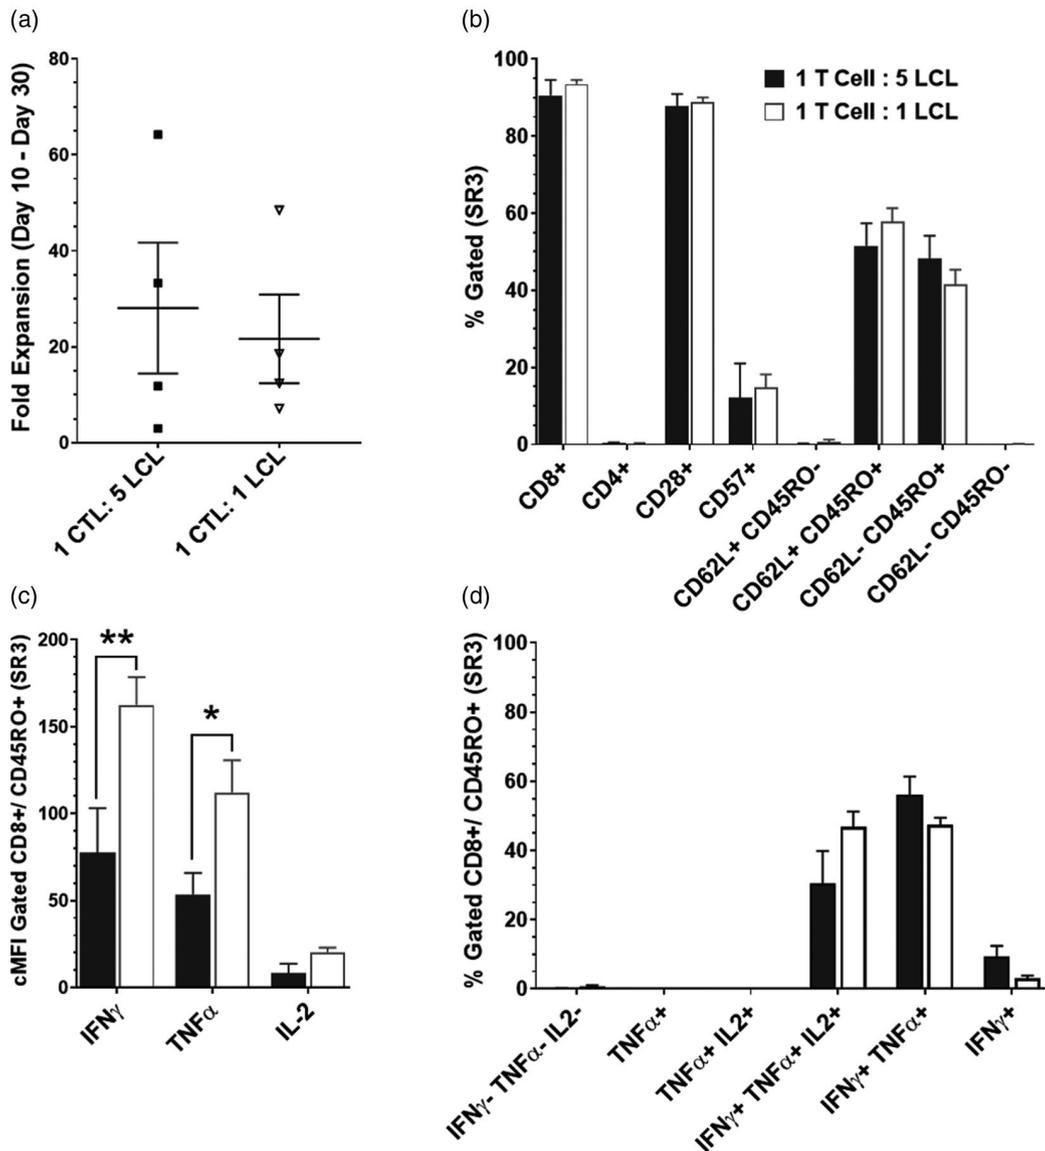 (a)
Fold Expansion (Day 10 - Day 30)
80
60
40
20
0
1 CTL: 5 LCL
1 CTL: 1 LCL
(b)
% Gated (SR3)
100
80
60
40
20
0
1 T Cell : 5 LCL
1 T Cell : 1 LCL
CD8+
CD4+
CD28+
CD57+
CD62L+ CD45RO-
CD62L+ CD45RO+
CD62L- CD45RO+
CD62L- CD45RO-
(c)
cMFI Gated CD8+/ CD45RO+ (SR3)
200
150
100
50
0
**
*
IFNγ
TNFα
IL-2
(d)
% Gated CD8+/ CD45RO+ (SR3)
100
80
60
40
20
0
IFNγ- TNFα- IL2-
TNFα+
TNFα+ IL2+
IFNγ+ TNFα+ IL2+
IFNγ+ TNFα+
IFNγ+